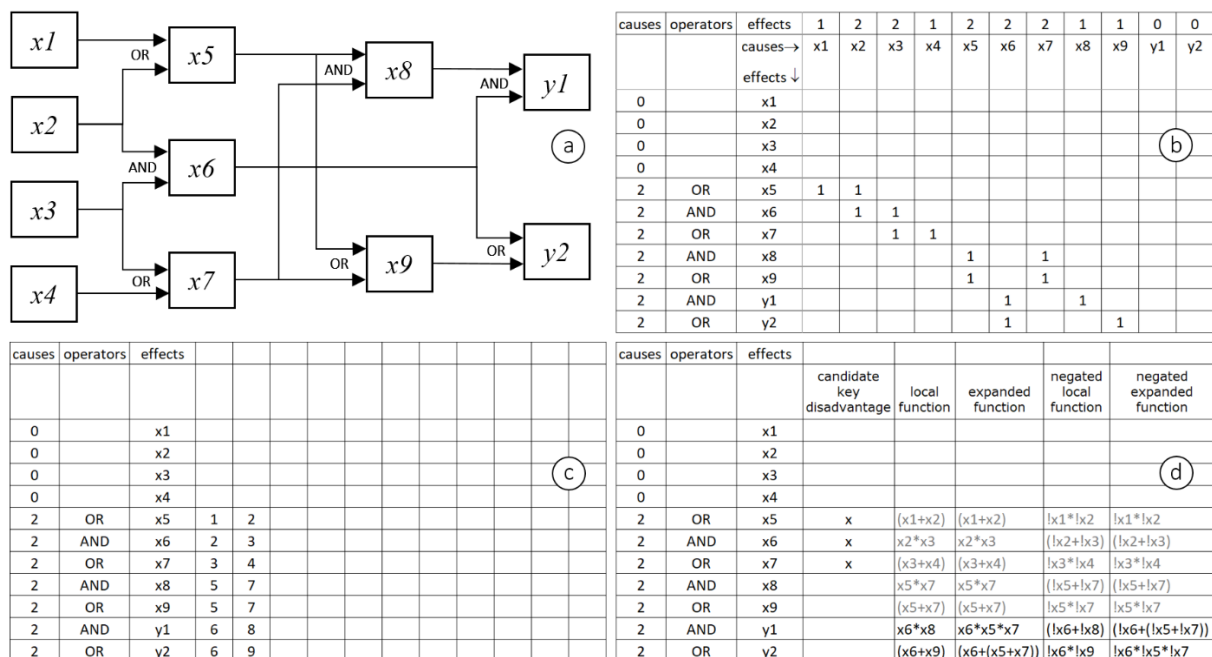 x1
OR
x5
x2
AND
x6
x3
OR
x7
x4
AND
x8
OR
x9
AND
y1
OR
y2
a
causes operators effects 1 2 2 1 2 2 2 1 1 0 0
causes→ x1 x2 x3 x4 x5 x6 x7 x8 x9 y1 y2
effects ↓
0 x1
0 x2
0 x3
0 x4
2 OR x5 1 2
2 AND x6 2 1
2 OR x7 1 1
2 AND x8 1 1
2 OR x9 1 1
2 AND y1 1 1
2 OR y2 1 1
b
causes operators effects
0 x1
0 x2
0 x3
0 x4
2 OR x5 1 2
2 AND x6 2 3
2 OR x7 3 4
2 AND x8 5 7
2 OR x9 5 7
2 AND y1 6 8
2 OR y2 6 9
c
causes operators effects
candidate key disadvantage local function expanded function negated local function negated expanded function
0 x1
0 x2
0 x3
0 x4
2 OR x5 x (x1+x2) (x1+x2) !x1*!x2 !x1*!x2
2 AND x6 x x2*x3 x2*x3 (!x2+!x3) (!x2+!x3)
2 OR x7 x (x3+x4) (x3+x4) !x3*!x4 !x3*!x4
2 AND x8 x5*x7 x5*x7 (!x5+!x7) (!x5+!x7)
2 OR x9 (x5+x7) (x5+x7) !x5*!x7 !x5*!x7
2 AND y1 x6*x8 x6*x5*x7 (!x6+!x8) (!x6+(!x5+!x7))
2 OR y2 (x6+x9) (x6+(x5+x7)) !x6*!x9 !x6*!x5*!x7
d